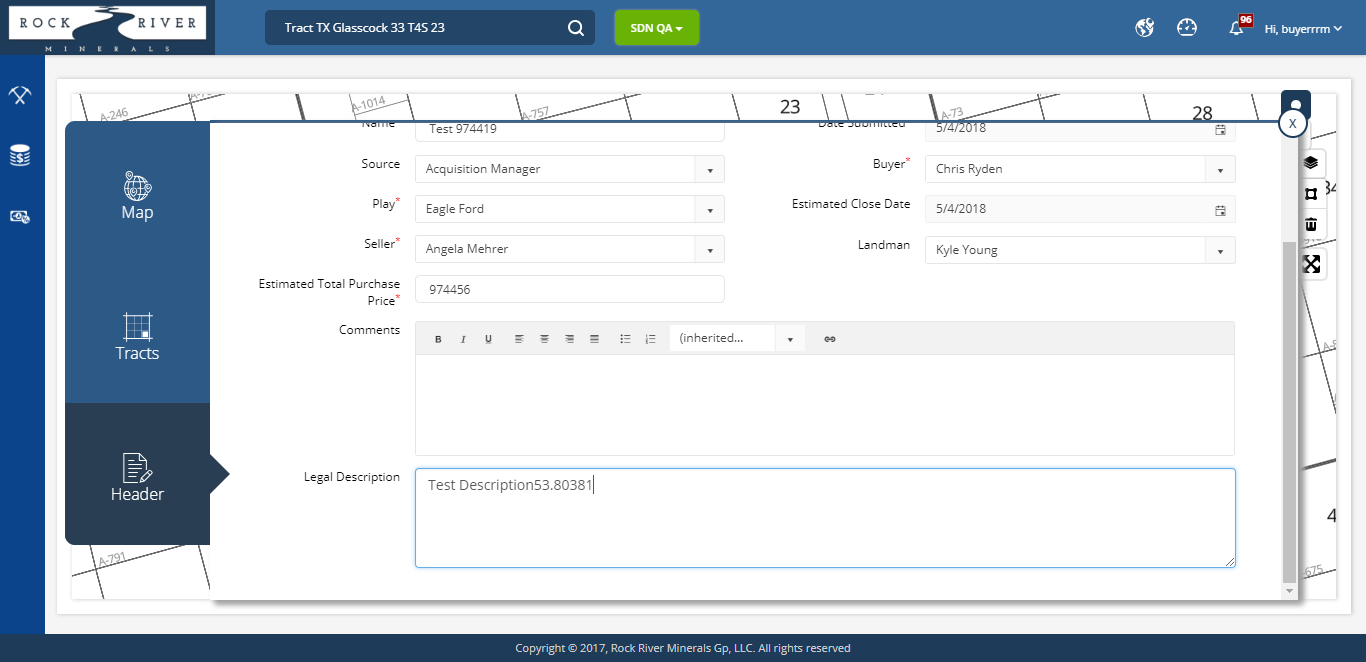 ROCK RIVER
MINERALS
Tract TX Glasscock 33 T4S 23
SDN QA
96
Hi, buyerrrm
A-246
A-1014
A-757
23
A-73
28
X
Name
Test 974419
Date Submitted
5/4/2018
Source
Acquisition Manager
Buyer*
Chris Ryden
Play*
Eagle Ford
Estimated Close Date
5/4/2018
Seller*
Angela Mehrer
Landman
Kyle Young
Estimated Total Purchase
Price*
974456
Comments
B I U
(inherited...
Legal Description
Test Description53.80381
Map
Tracts
Header
A-791
4
-675
Copyright © 2017, Rock River Minerals Gp, LLC. All rights reserved